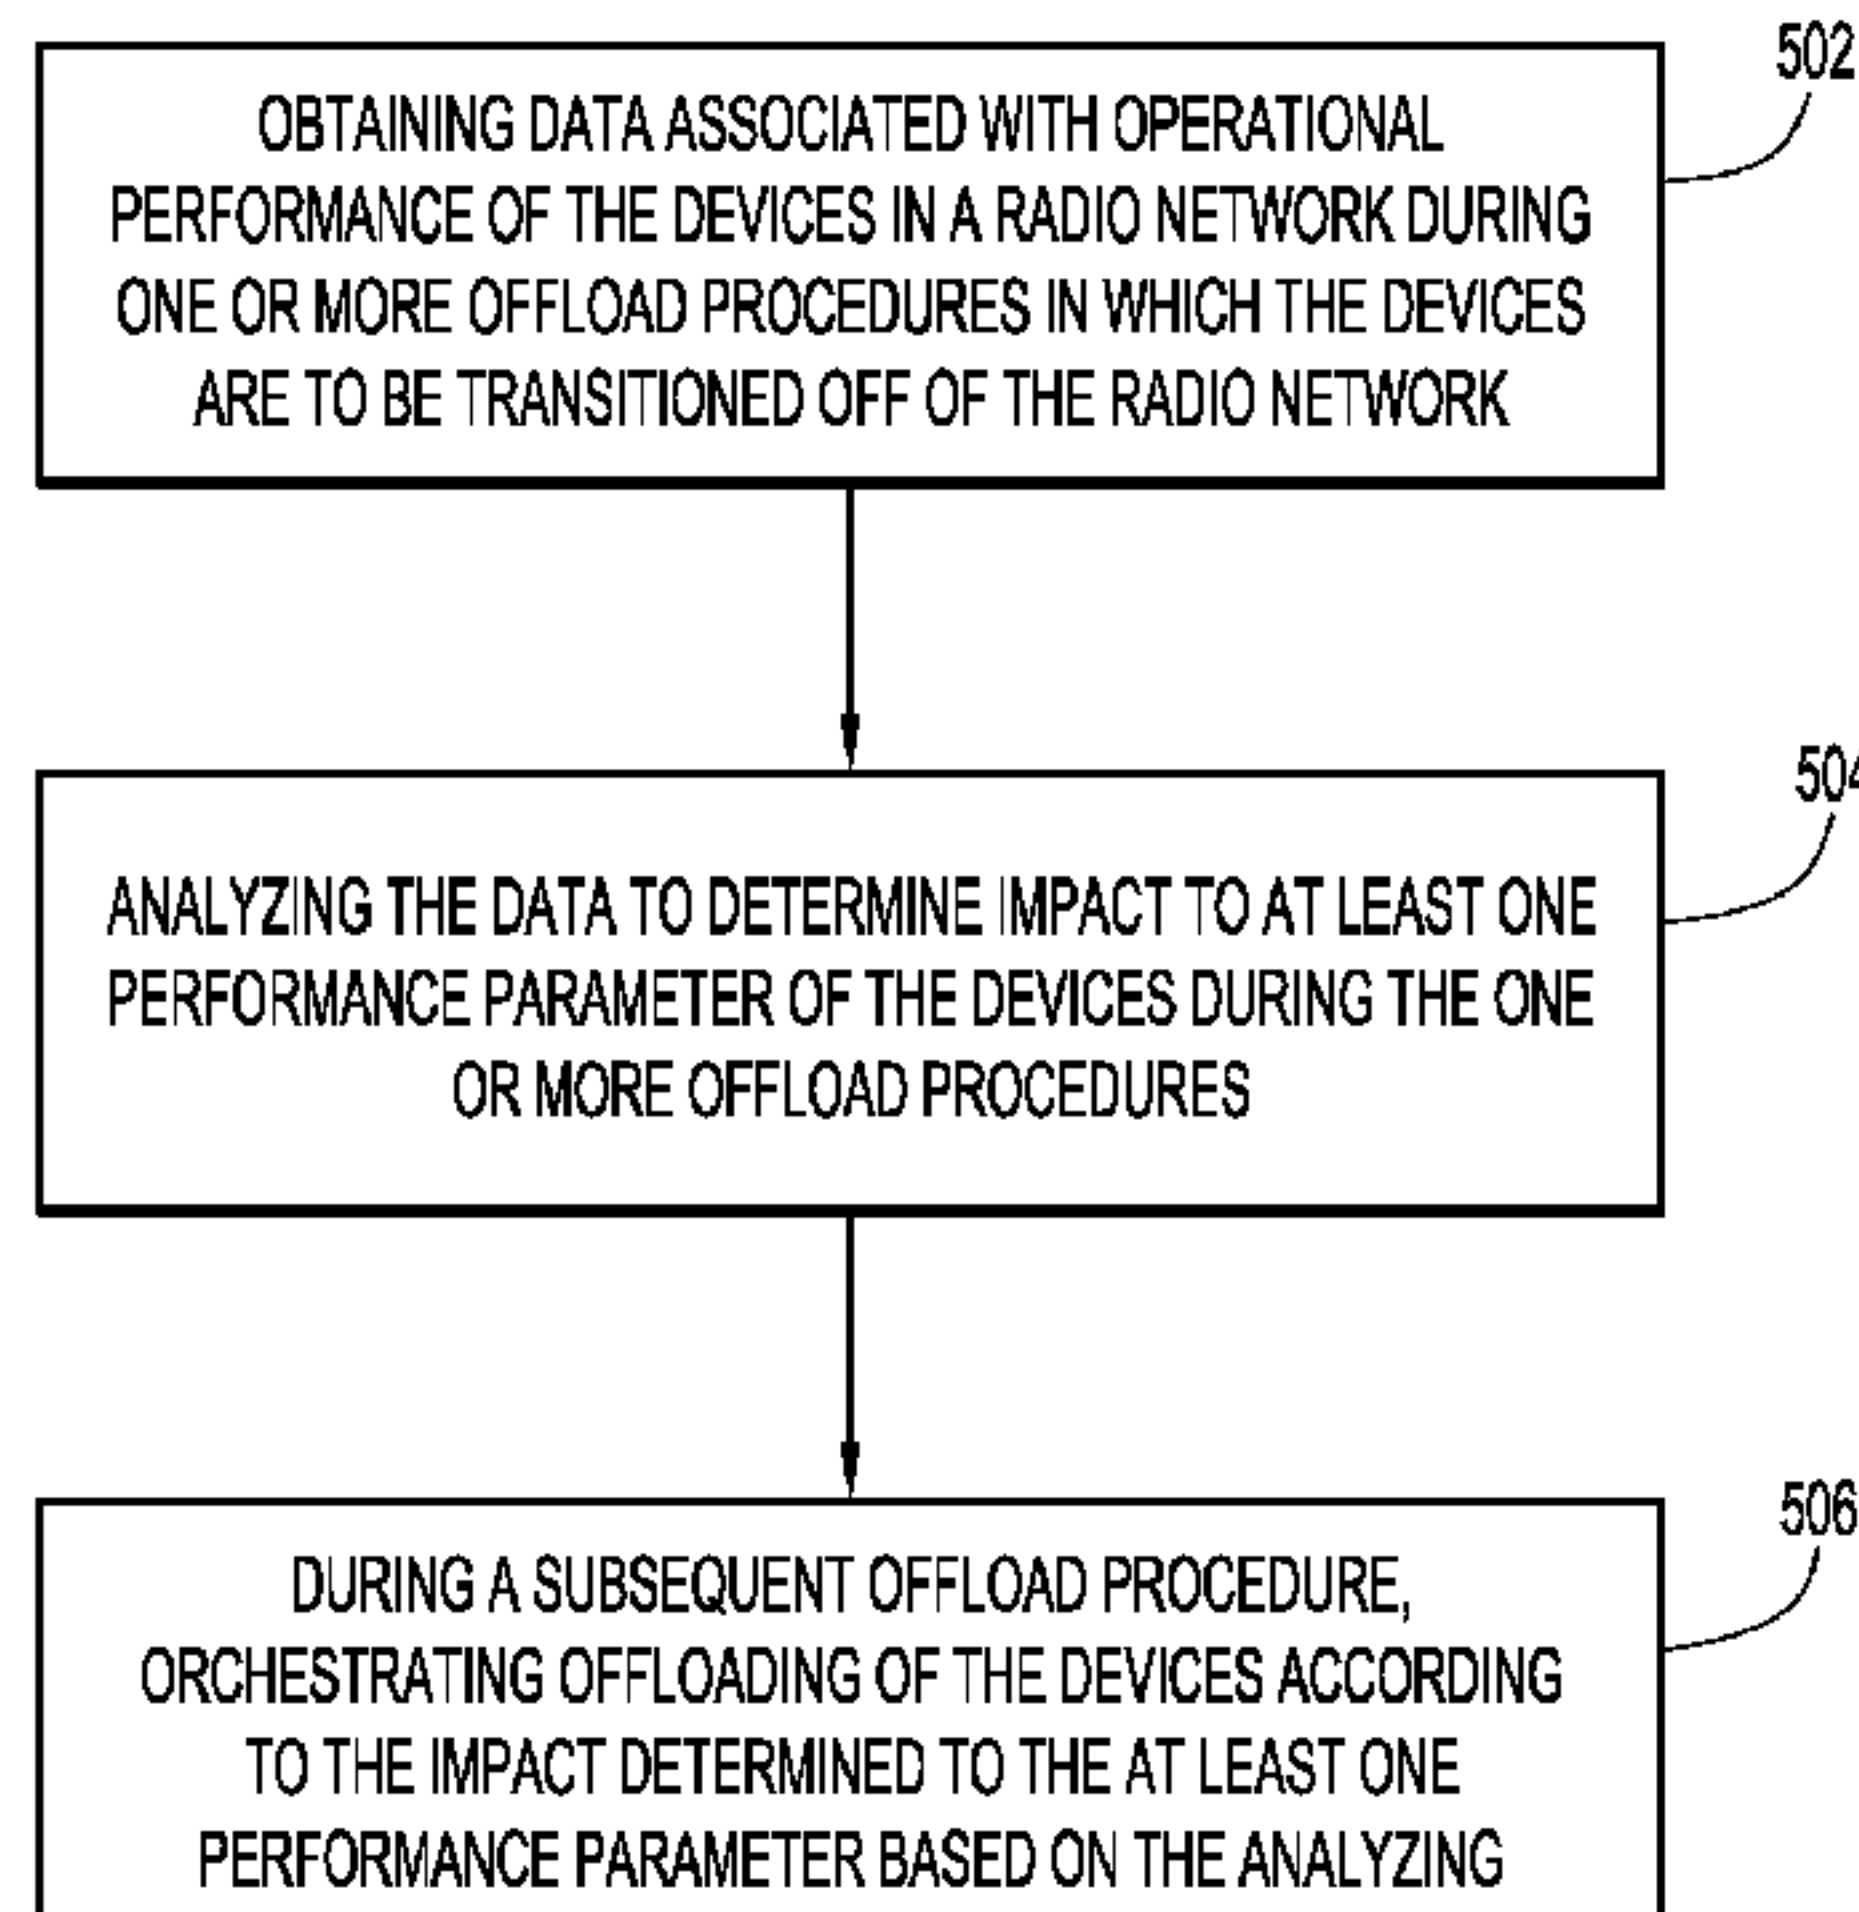 502
OBTAINING DATA ASSOCIATED WITH OPERATIONAL
PERFORMANCE OF THE DEVICES IN A RADIO NETWORK DURING
ONE OR MORE OFFLOAD PROCEDURES IN WHICH THE DEVICES
ARE TO BE TRANSITIONED OFF OF THE RADIO NETWORK
504
ANALYZING THE DATA TO DETERMINE IMPACT TO AT LEAST ONE
PERFORMANCE PARAMETER OF THE DEVICES DURING THE ONE
OR MORE OFFLOAD PROCEDURES
506
DURING A SUBSEQUENT OFFLOAD PROCEDURE,
ORCHESTRATING OFFLOADING OF THE DEVICES ACCORDING
TO THE IMPACT DETERMINED TO THE AT LEAST ONE
PERFORMANCE PARAMETER BASED ON THE ANALYZING